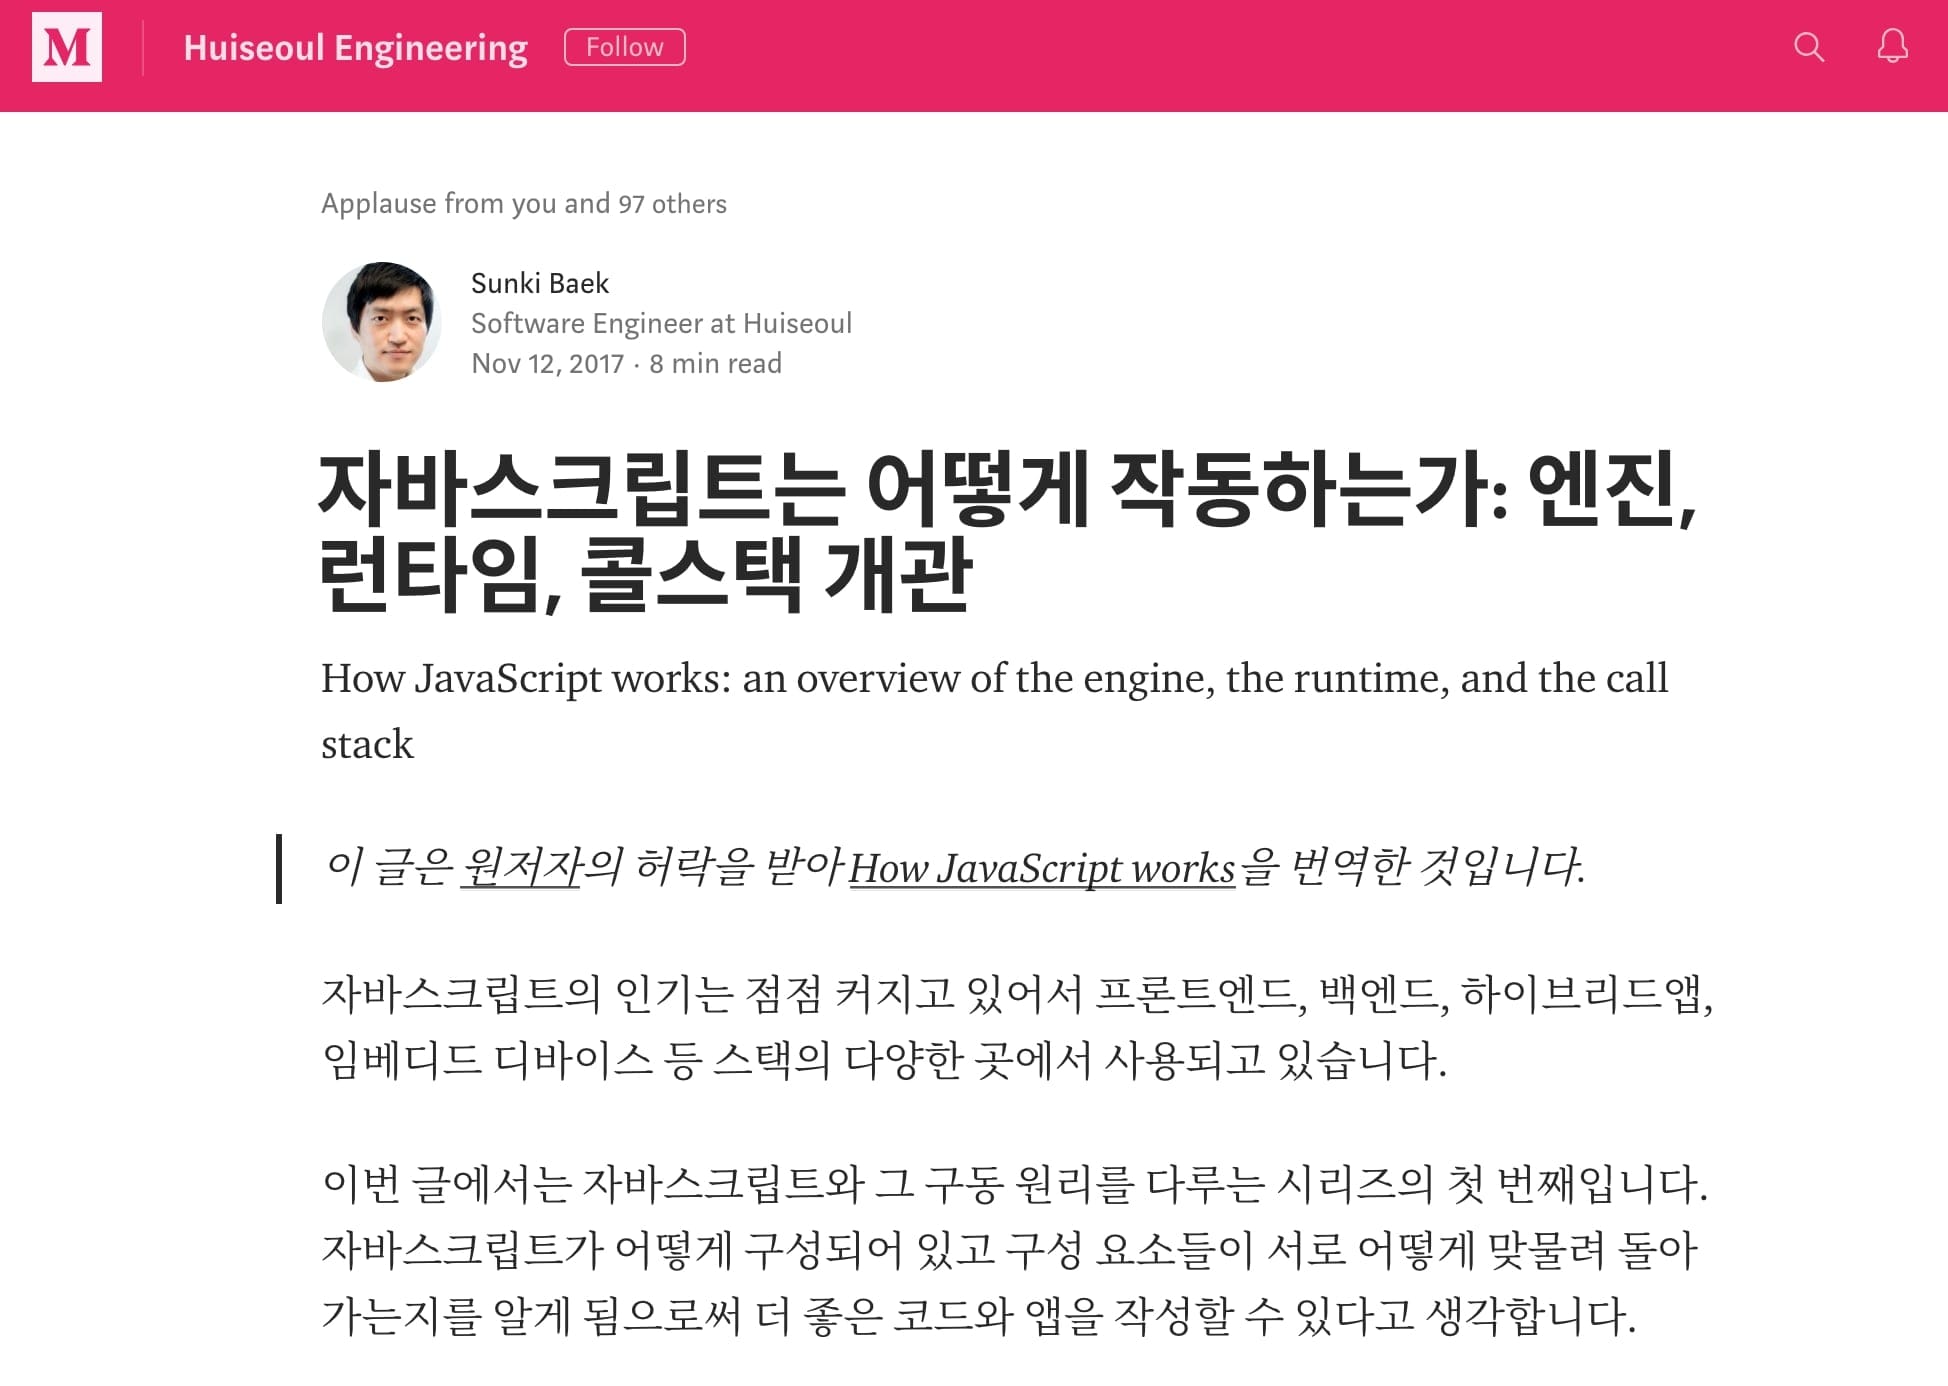 M
Huiseoul Engineering
Follow
Applause from you and 97 others
Sunki Baek
Software Engineer at Huiseoul
Nov 12, 2017 · 8 min read
자바스크립트는 어떻게 작동하는가: 엔진,
런타임, 콜스택 개관
How JavaScript works: an overview of the engine, the runtime, and the call
stack
이 글은 원저자의 허락을 받아 How JavaScript works을 번역한 것입니다.
자바스크립트의 인기는 점점 커지고 있어서 프론트엔드, 백엔드, 하이브리드앱,
임베디드 디바이스 등 스택의 다양한 곳에서 사용되고 있습니다.
이번 글에서는 자바스크립트와 그 구동 원리를 다루는 시리즈의 첫 번째입니다.
자바스크립트가 어떻게 구성되어 있고 구성 요소들이 서로 어떻게 맞물려 돌아
가는지를 알게 됨으로써 더 좋은 코드와 앱을 작성할 수 있다고 생각합니다.